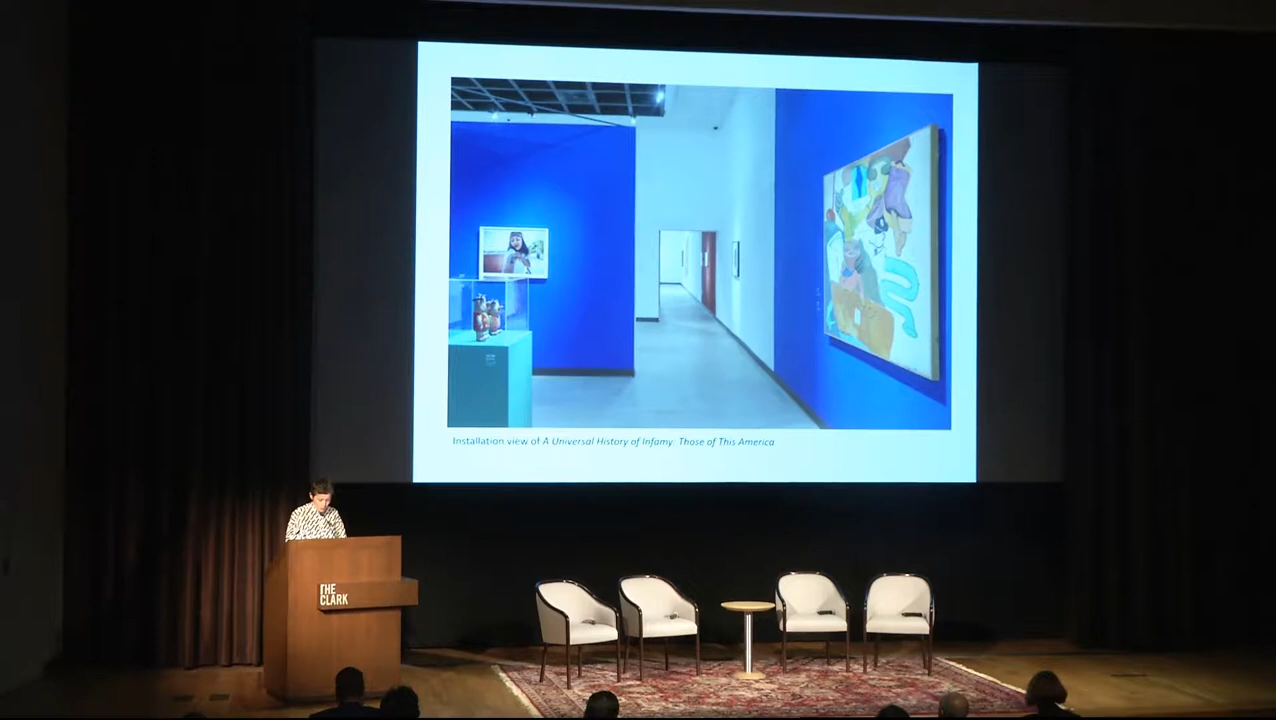 Installation view of A Universal History of Infamy: Those of This America
THE
CLARK